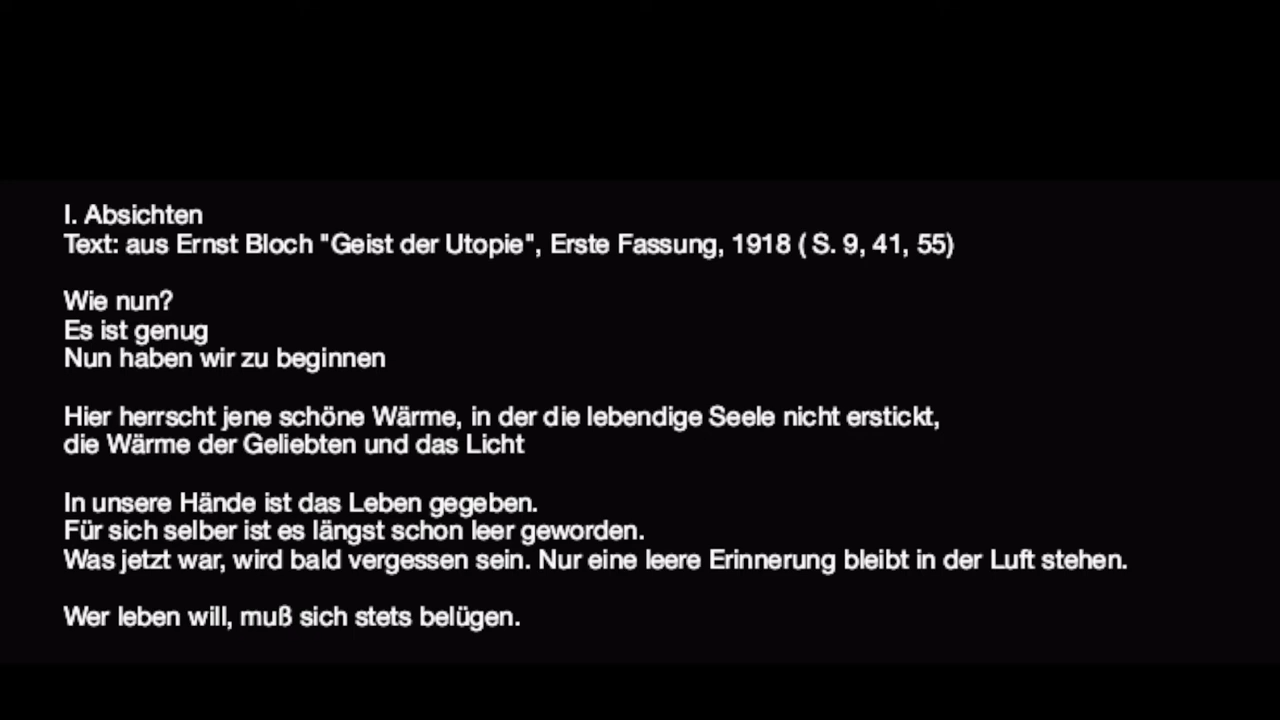 I. Absichten
Text: aus Ernst Bloch "Geist der Utopie", Erste Fassung, 1918 ( S. 9, 41, 55)
Wie nun?
Es ist genug
Nun haben wir zu beginnen
Hier herrscht jene schöne Wärme, in der die lebendige Seele nicht erstickt,
die Wärme der Geliebten und das Licht
In unsere Hände ist das Leben gegeben.
Für sich selber ist es längst schon leer geworden.
Was jetzt war, wird bald vergessen sein. Nur eine leere Erinnerung bleibt in der Luft stehen.
Wer leben will, muß sich stets belügen.